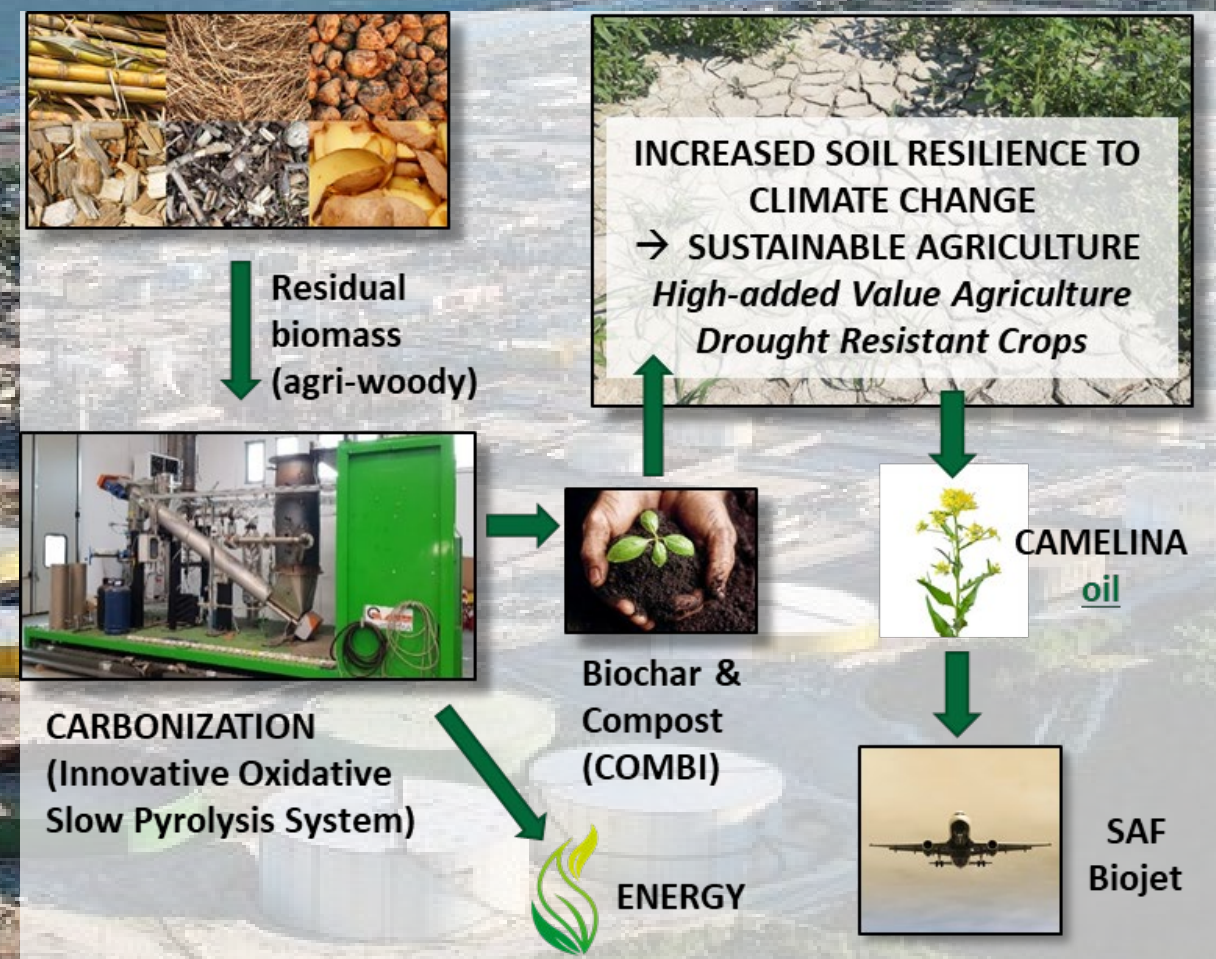 Residual
biomass
(agri-woody)
INCREASED SOIL RESILIENCE TO
CLIMATE CHANGE
→ SUSTAINABLE AGRICULTURE
High-added Value Agriculture
Drought Resistant Crops
CARBONIZATION
(Innovative Oxidative
Slow Pyrolysis System)
Biochar &
Compost
(COMBI)
ENERGY
CAMELINA
oil
SAF
Biojet